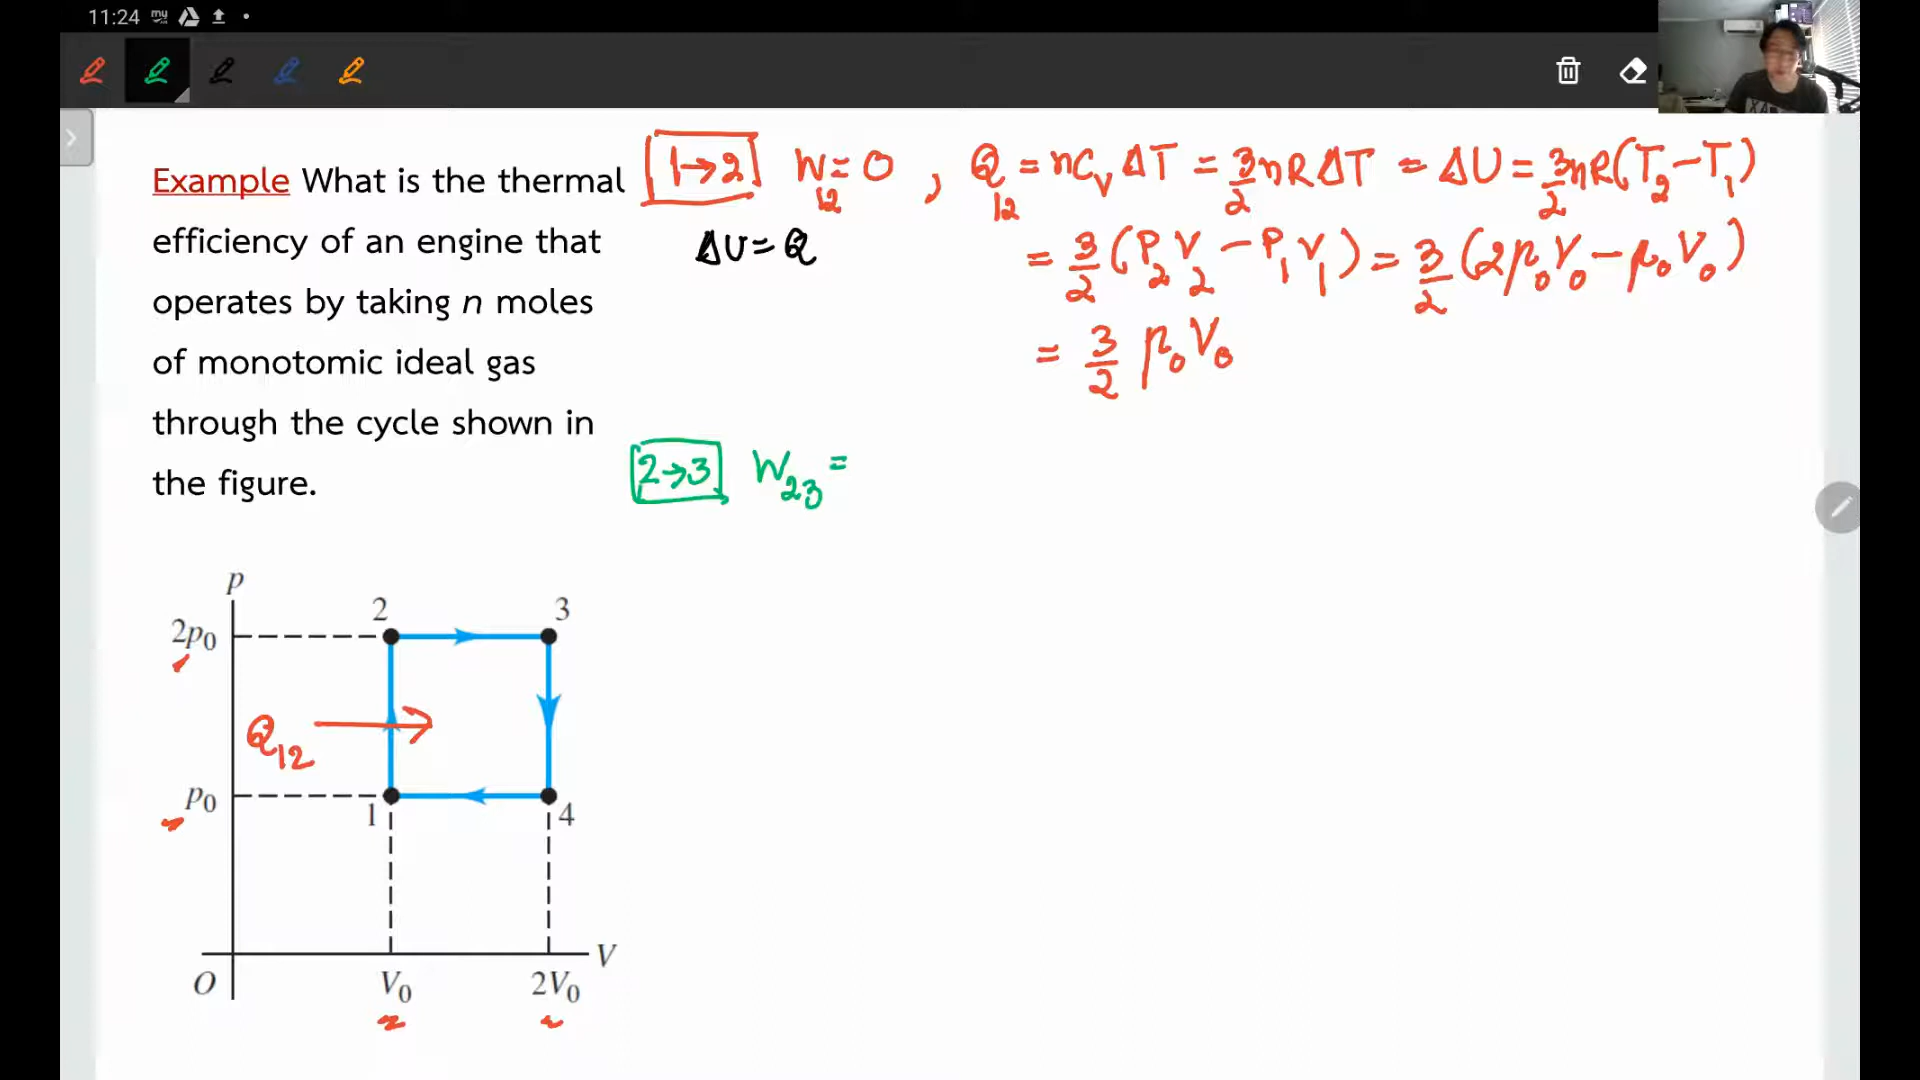 11:24
Example What is the thermal
efficiency of an engine that
operates by taking n moles
of monotomic ideal gas
through the cycle shown in
the figure.
1→2 W₁₂ = 0 , Q₁₂ = nC_vΔT = 3/2 nRΔT = ΔU = 3/2 nR(T₂ − T₁)
ΔU = Q
= 3/2 (P₂V₂ − P₁V₁) = 3/2 (2p₀V₀ − p₀V₀)
= 3/2 p₀V₀
2→3 W₂₃ =
p
2 3
2p₀
Q₁₂
p₀
1 4
V
O V₀ 2V₀